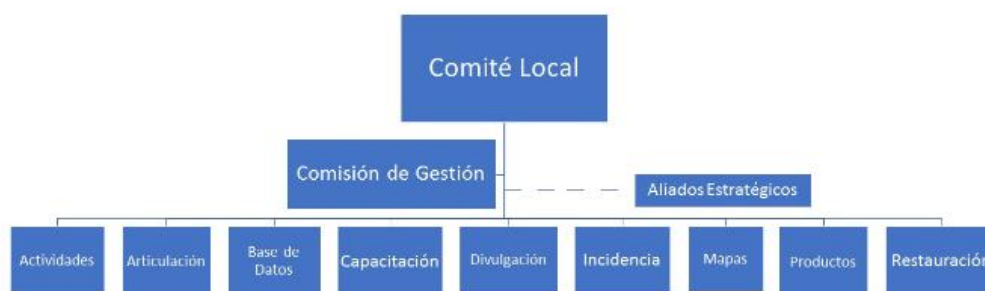 Comité Local
Comisión de Gestión
Aliados Estratégicos
Actividades
Articulación
Base de
Datos
Capacitación
Divulgación
Incidencia
Mapas
Productos
Restauración